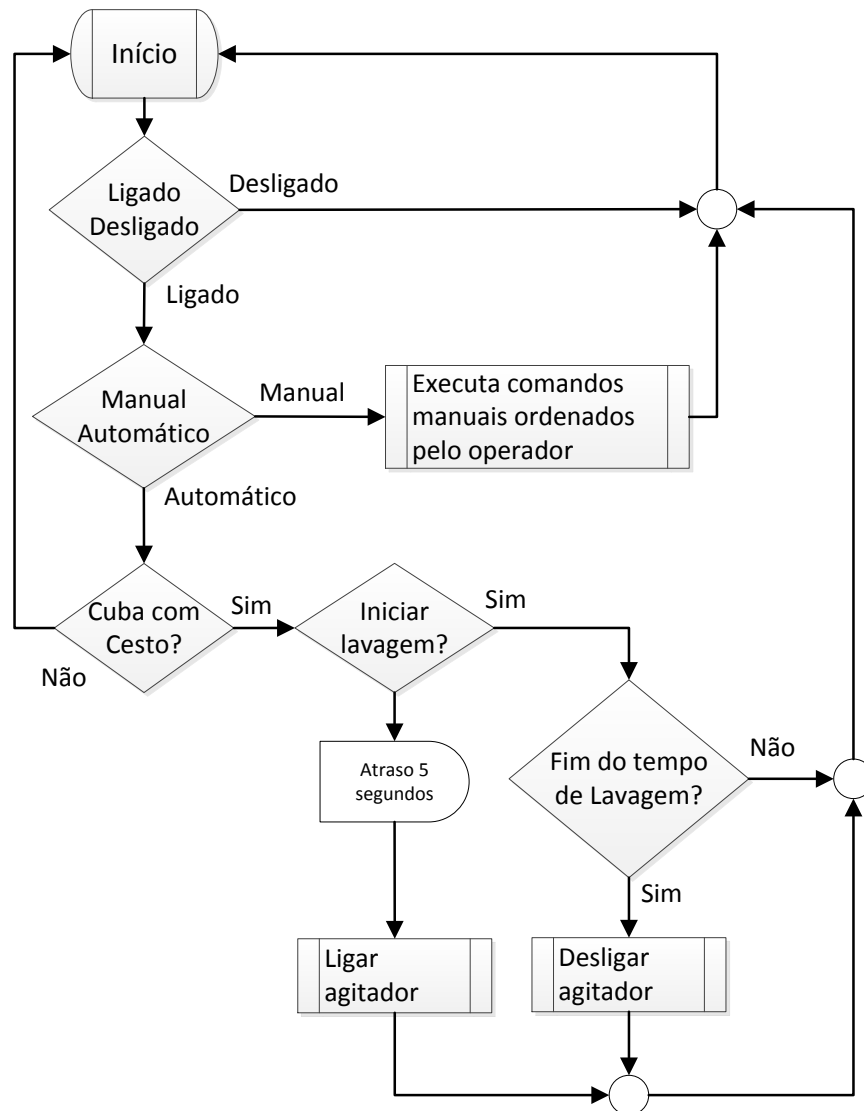 Início
Ligado
Desligado
Desligado
Ligado
Manual
Automático
Manual
Executa comandos
manuais ordenados
pelo operador
Automático
Cuba com
Cesto?
Sim
Não
Iniciar
lavagem?
Sim
Atraso 5
segundos
Fim do tempo
de Lavagem?
Não
Sim
Ligar
agitador
Desligar
agitador